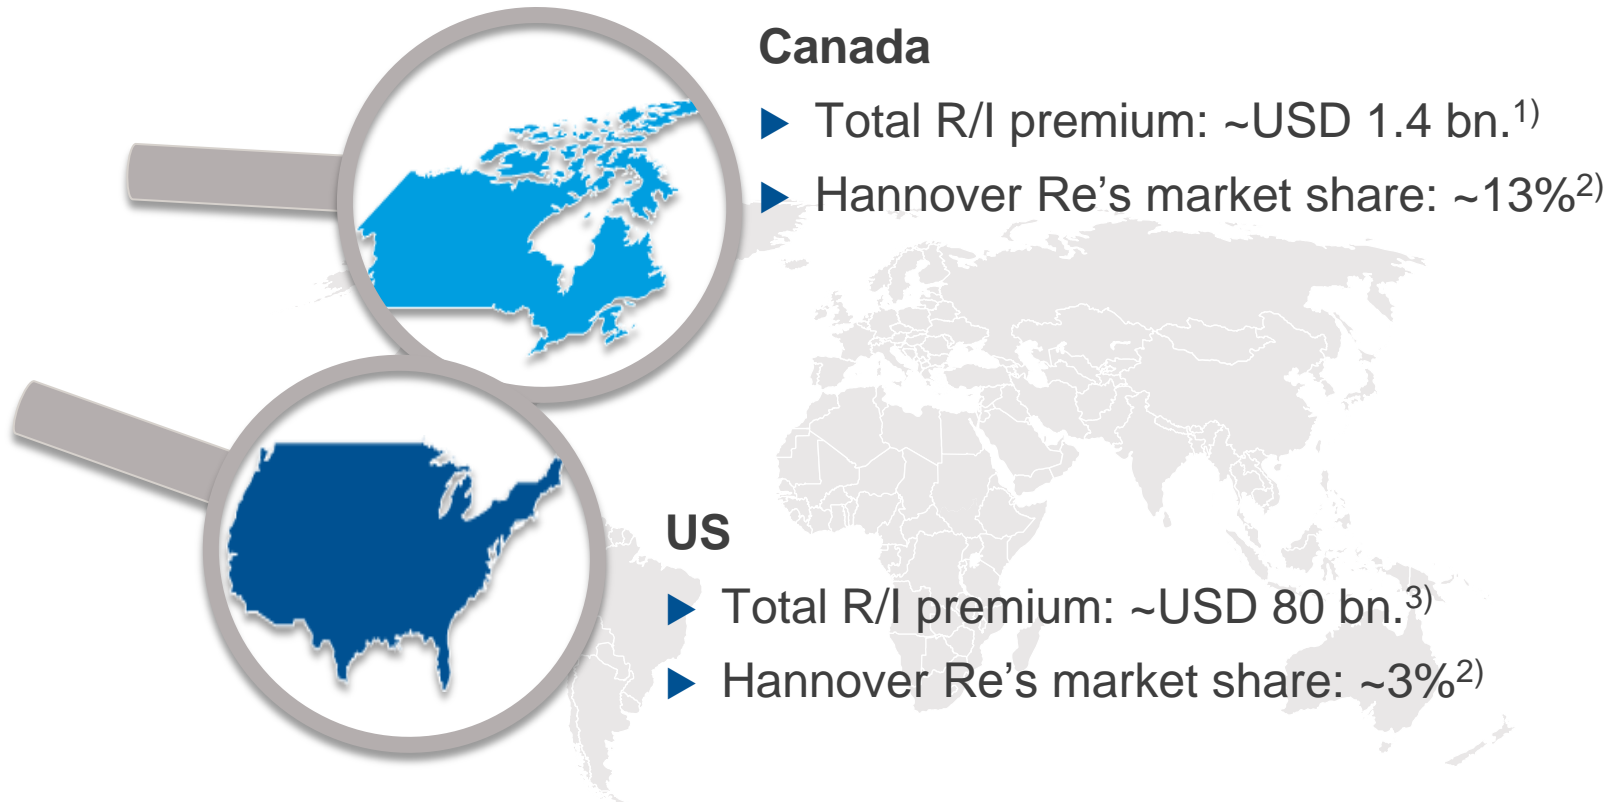 Canada
► Total R/I premium: ~USD 1.4 bn.1)
► Hannover Re’s market share: ~13%2)
US
► Total R/I premium: ~USD 80 bn.3)
► Hannover Re’s market share: ~3%2)